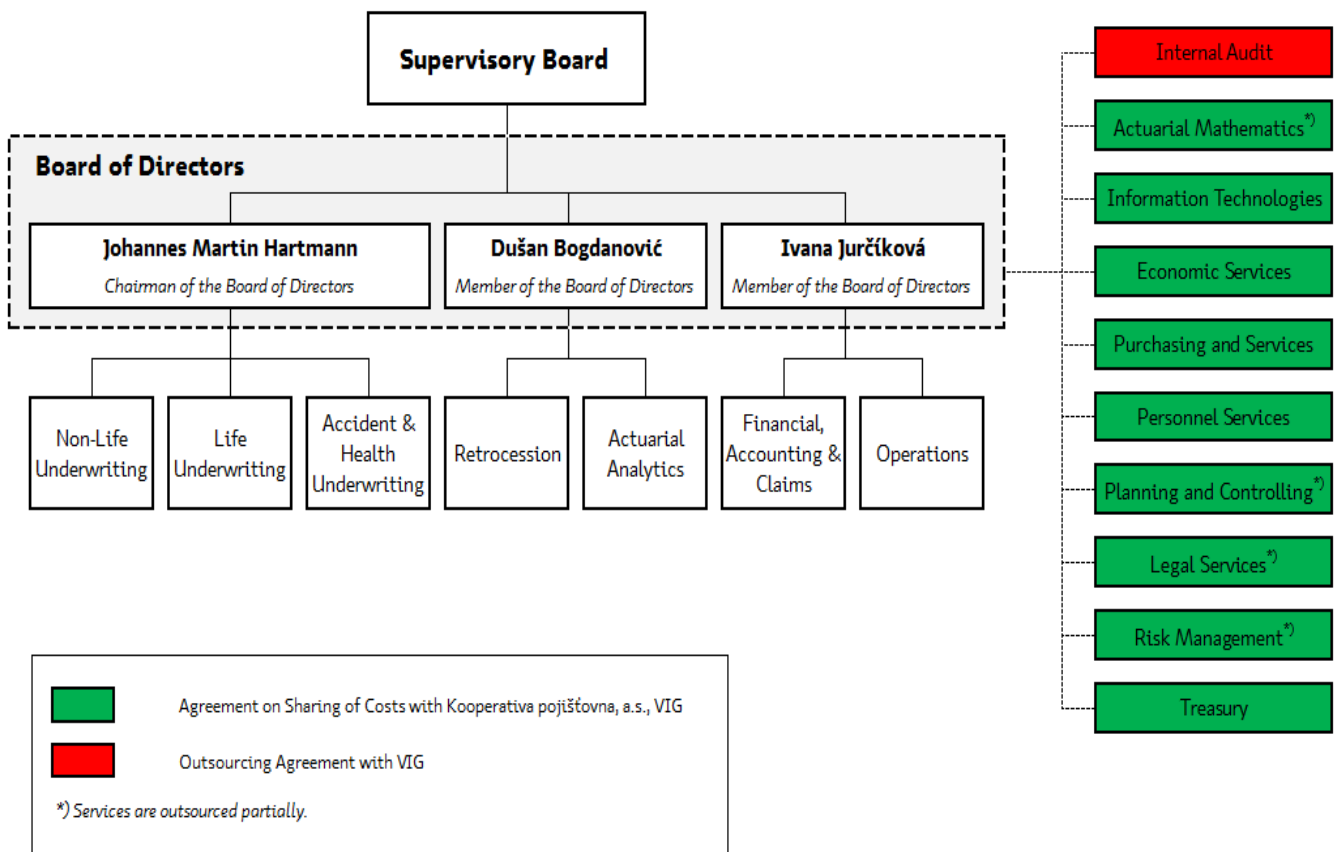 Supervisory Board
Board of Directors
Johannes Martin Hartmann
Chairman of the Board of Directors
Dušan Bogdanović
Member of the Board of Directors
Ivana Jurčíková
Member of the Board of Directors
Non-Life
Underwriting
Life
Underwriting
Accident &
Health
Underwriting
Retrocession
Actuarial
Analytics
Financial,
Accounting &
Claims
Operations
Internal Audit
Actuarial Mathematics*)
Information Technologies
Economic Services
Purchasing and Services
Personnel Services
Planning and Controlling*)
Legal Services*)
Risk Management*)
Treasury
Agreement on Sharing of Costs with Kooperativa pojišťovna, a.s., VIG
Outsourcing Agreement with VIG
*) Services are outsourced partially.